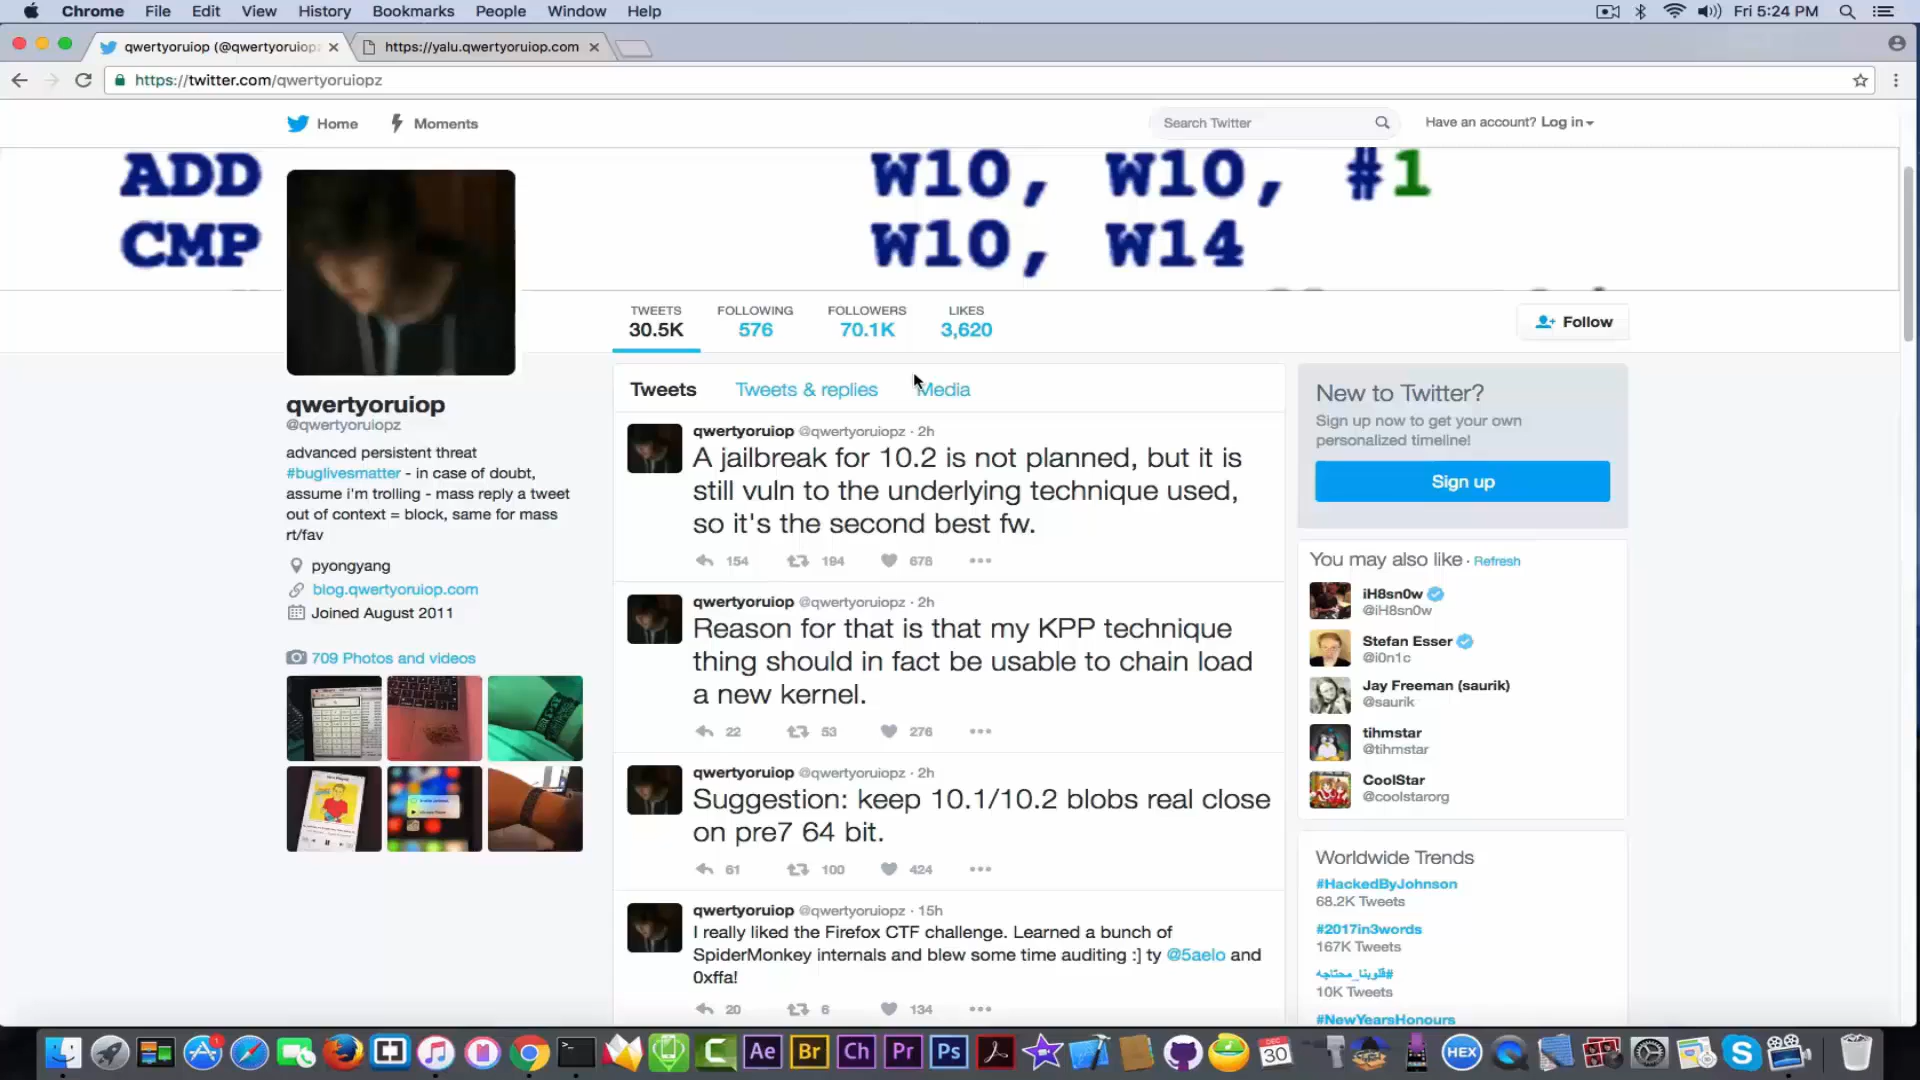 Chrome File Edit View History Bookmarks People Window Help
Fri 5:24 PM
qwertyoruiop (@qwertyoruiop
https://yalu.qwertyoruiop.com
https://twitter.com/qwertyoruiopz
Home
Moments
Search Twitter
Have an account? Log in
ADD W10, W10, #1
CMP W10, W14
TWEETS
30.5K
FOLLOWING
576
FOLLOWERS
70.1K
LIKES
3,620
Follow
qwertyoruiop
@qwertyoruiopz
advanced persistent threat
#buglivesmatter - in case of doubt,
assume i'm trolling - mass reply a tweet
out of context = block, same for mass
rt/fav
pyongyang
blog.qwertyoruiop.com
Joined August 2011
709 Photos and videos
Tweets
Tweets & replies
Media
qwertyoruiop @qwertyoruiopz · 2h
A jailbreak for 10.2 is not planned, but it is
still vuln to the underlying technique used,
so it's the second best fw.
154 194 678
qwertyoruiop @qwertyoruiopz · 2h
Reason for that is that my KPP technique
thing should in fact be usable to chain load
a new kernel.
22 53 276
qwertyoruiop @qwertyoruiopz · 2h
Suggestion: keep 10.1/10.2 blobs real close
on pre7 64 bit.
61 100 424
qwertyoruiop @qwertyoruiopz · 15h
I really liked the Firefox CTF challenge. Learned a bunch of
SpiderMonkey internals and blew some time auditing :] ty @5aelo and
0xffa!
20 6 134
New to Twitter?
Sign up now to get your own
personalized timeline!
Sign up
You may also like · Refresh
iH8sn0w
@iH8sn0w
Stefan Esser
@i0n1c
Jay Freeman (saurik)
@saurik
tihmstar
@tihmstar
CoolStar
@coolstarorg
Worldwide Trends
#HackedByJohnson
68.2K Tweets
#2017in3words
167K Tweets
#قلوبنا_محتاجه
10K Tweets
#NewYearsHonours
Ae
Br
Ch
Pr
Ps
DEC
30
HEX